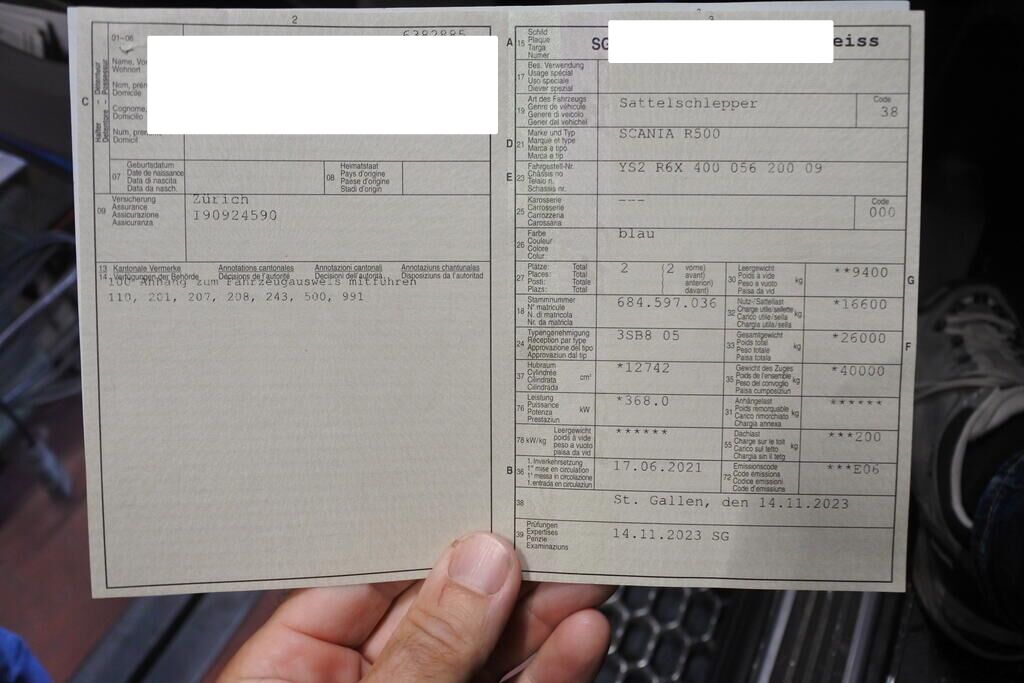 2
6382885
C
Halter - Détenteur
Detentore - Possessur
01-06
Name, Vor
Wohnort
Nom, prén
Domicile
Cognome,
Domicilio
Num, pren
Domicil
07 Geburtsdatum
Date de naissance
Data di nascita
Data da nasch.
08 Heimatstaat
Pays d'origine
Paese d'origine
Stadi d'origin
09 Versicherung
Assurance
Assicurazione
Assicuranza
Zürich
I90924590
13 Kantonale Vermerke Annotations cantonales Annotazioni cantonali Annotaziuns chantunalas
14 Verfügungen der Behörde Décisions de l'autorité Decisioni dell'autorità Disposiziuns da l'autoritad
100 Anhang zum Fahrzeugausweis mitführen
110, 201, 207, 208, 243, 500, 991
3
A 15 Schild
Plaque
Targa
Numer
SG
eiss
17 Bes. Verwendung
Usage spécial
Uso speciale
Diever spezial
19 Art des Fahrzeugs
Genre de véhicule
Genere di veicolo
Gener dal vehichel
Sattelschlepper
Code
38
D 21 Marke und Typ
Marque et type
Marca e tipo
Marca e tip
SCANIA R500
E 23 Fahrgestell-Nr.
Châssis no
Telaio n.
Schassis nr.
YS2 R6X 400 056 200 09
25 Karosserie
Carrosserie
Carrozzeria
Carossaria
---
Code
000
26 Farbe
Couleur
Colore
Colur
blau
27 Plätze: Total
Places: Total
Posti: Totale
Plazs: Total
2 (2 vorne)
avant)
anteriori)
davant)
30 Leergewicht
Poids à vide
Peso a vuoto
Paisa da vid
kg
**9400
G
18 Stammnummer
N° matricule
N. di matricola
Nr. da matricla
684.597.036
32 Nutz-/Sattellast
Charge utile/sellette
Carico utile/sella
Chargia utila/sella
kg
*16600
24 Typengenehmigung
Réception par type
Approvazione del tipo
Approvaziun dal tip
3SB8 05
33 Gesamtgewicht
Poids total
Peso totale
Paisa totala
kg
*26000
F
37 Hubraum
Cylindrée
Cilindrata
Cilindrada
cm³
*12742
35 Gewicht des Zuges
Poids de l'ensemble
Peso del convoglio
Paisa cumposiziun
kg
*40000
76 Leistung
Puissance
Potenza
Prestaziun
kW
*368.0
31 Anhängelast
Poids remorquable
Carico rimorchiato
Chargia annexa
kg
******
78 kW/kg Leergewicht
poids à vide
peso a vuoto
paisa da vid
******
55 Dachlast
Charge sur le toit
Carico sul tetto
Chargia sin il tetg
kg
***200
B 36 1. Inverkehrsetzung
1re mise en circulation
1a messa in circolazione
1. entrada en circulaziun
17.06.2021
72 Emissionscode
Code émissions
Codice emissioni
Code d'emissiuns
***E06
38
St. Gallen, den 14.11.2023
39 Prüfungen
Expertises
Perizie
Examinaziuns
14.11.2023 SG